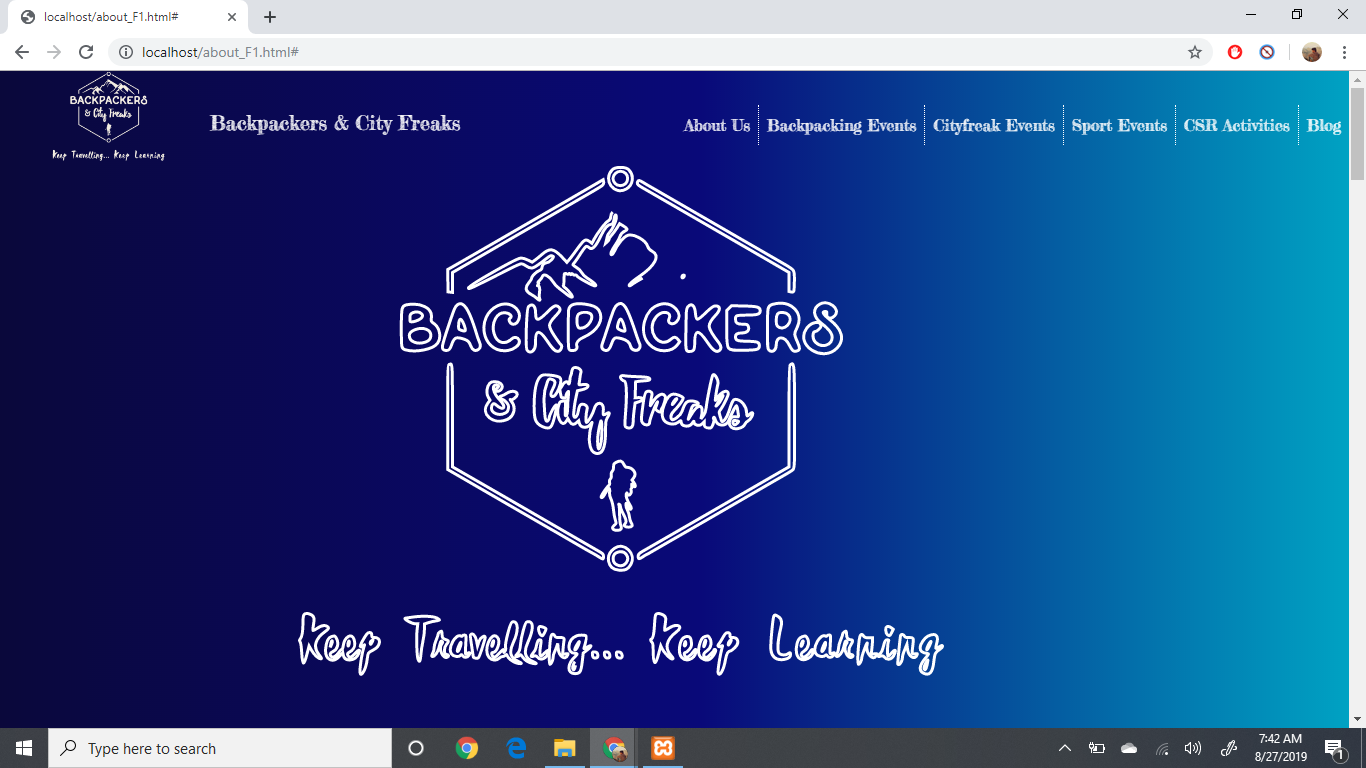 localhost/about_F1.html#
localhost/about_F1.html#
BACKPACKERS
& City Freaks
Keep Travelling... Keep Learning
Backpackers & City Freaks
About Us
Backpacking Events
Cityfreak Events
Sport Events
CSR Activities
Blog
BACKPACKERS
& City Freaks
Keep Travelling... Keep Learning
Type here to search
7:42 AM
8/27/2019
1